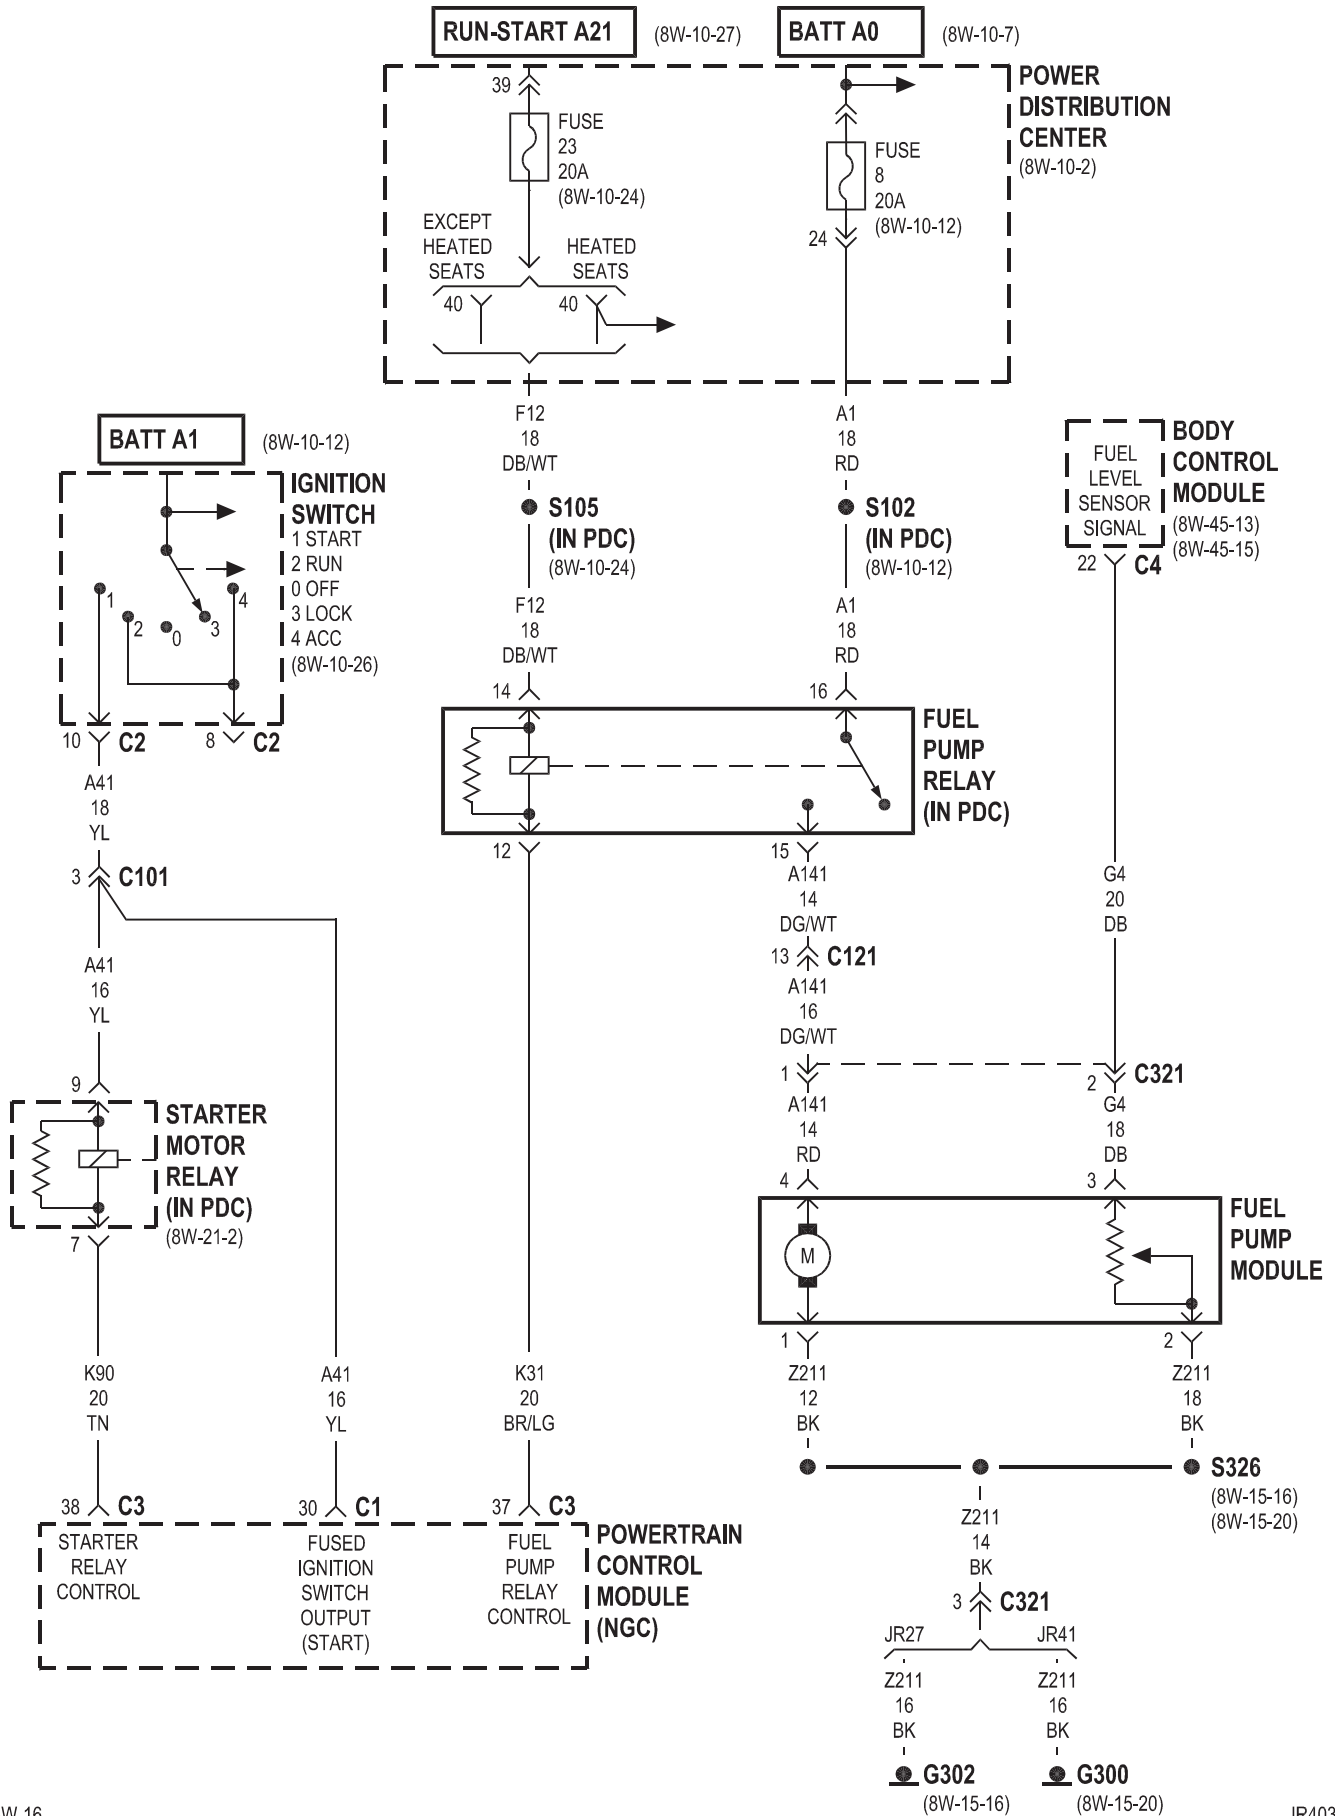 RUN-START A21
(8W-10-27)
BATT A0
(8W-10-7)
POWER
DISTRIBUTION
CENTER
(8W-10-2)
39
FUSE
23
20A
(8W-10-24)
FUSE
8
20A
(8W-10-12)
24
EXCEPT
HEATED
SEATS
HEATED
SEATS
40
40
F12
18
DB/WT
A1
18
RD
S105
(IN PDC)
(8W-10-24)
S102
(IN PDC)
(8W-10-12)
F12
18
DB/WT
A1
18
RD
BATT A1
(8W-10-12)
IGNITION
SWITCH
1 START
2 RUN
0 OFF
3 LOCK
4 ACC
(8W-10-26)
1
2
0
3
4
10
C2
8
C2
BODY
CONTROL
MODULE
(8W-45-13)
(8W-45-15)
FUEL
LEVEL
SENSOR
SIGNAL
22
C4
14
16
FUEL
PUMP
RELAY
(IN PDC)
12
15
A41
18
YL
3
C101
A41
16
YL
A141
14
DG/WT
13
C121
A141
16
DG/WT
G4
20
DB
1
2
C321
A141
14
RD
G4
18
DB
9
STARTER
MOTOR
RELAY
(IN PDC)
(8W-21-2)
7
4
3
FUEL
PUMP
MODULE
M
1
2
K90
20
TN
A41
16
YL
K31
20
BR/LG
Z211
12
BK
Z211
18
BK
S326
(8W-15-16)
(8W-15-20)
38
C3
30
C1
37
C3
STARTER
RELAY
CONTROL
FUSED
IGNITION
SWITCH
OUTPUT
(START)
FUEL
PUMP
RELAY
CONTROL
POWERTRAIN
CONTROL
MODULE
(NGC)
Z211
14
BK
3
C321
JR27
JR41
Z211
16
BK
Z211
16
BK
G302
(8W-15-16)
G300
(8W-15-20)